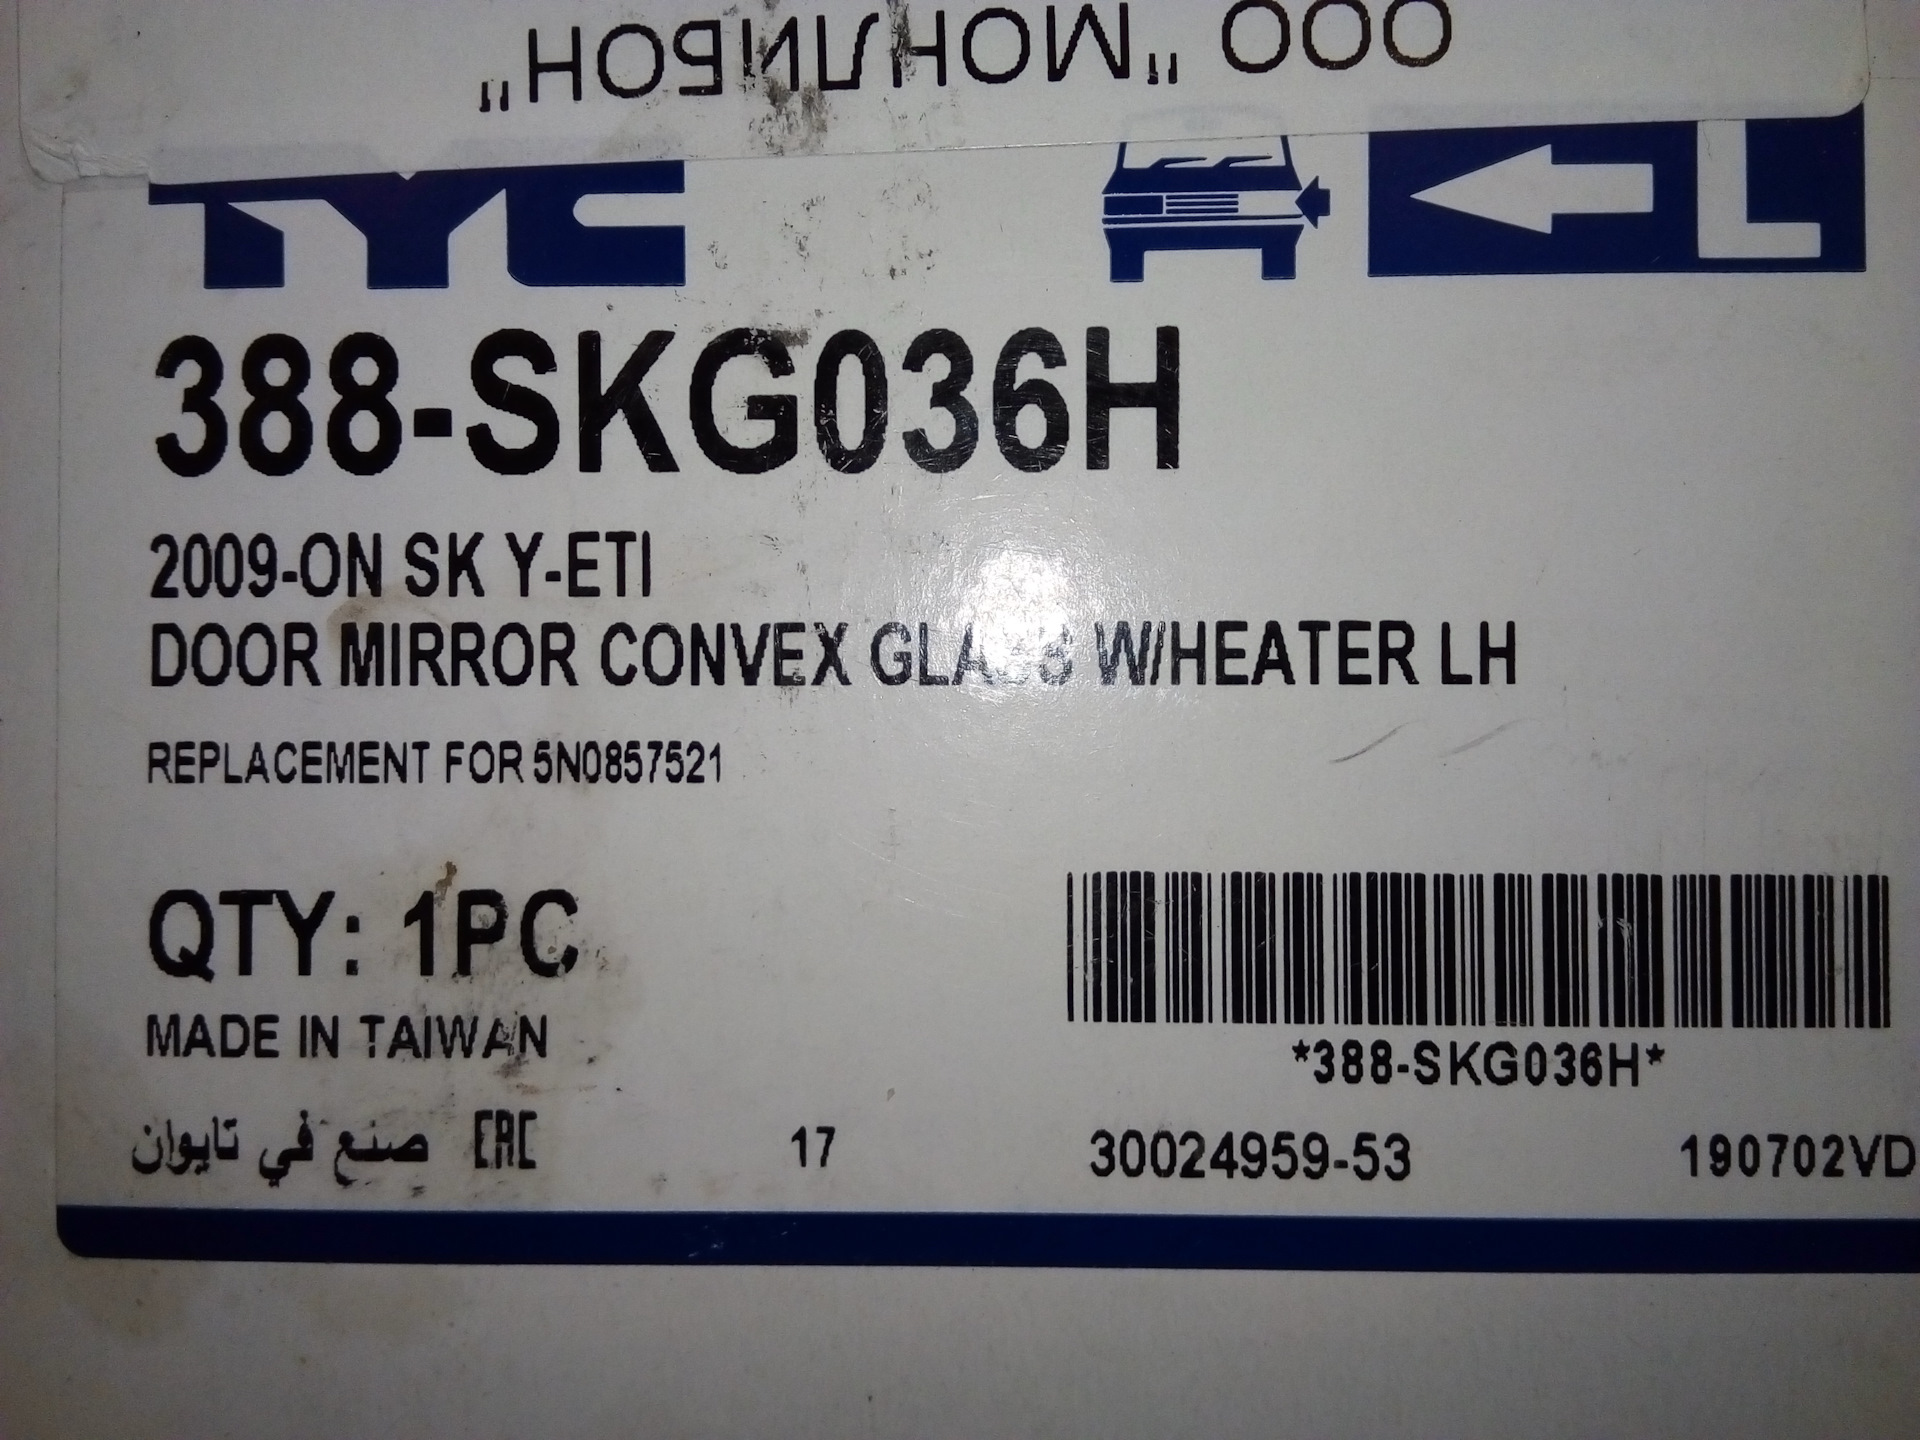 ООО "МОНЛИБОН"
TYC
L
388-SKG036H
2009-ON SK Y-ETI
DOOR MIRROR CONVEX GLASS W/HEATER LH
REPLACEMENT FOR 5N0857521
QTY: 1PC
MADE IN TAIWAN
*388-SKG036H*
صنع في تايوان EAC 17 30024959-53 190702VD